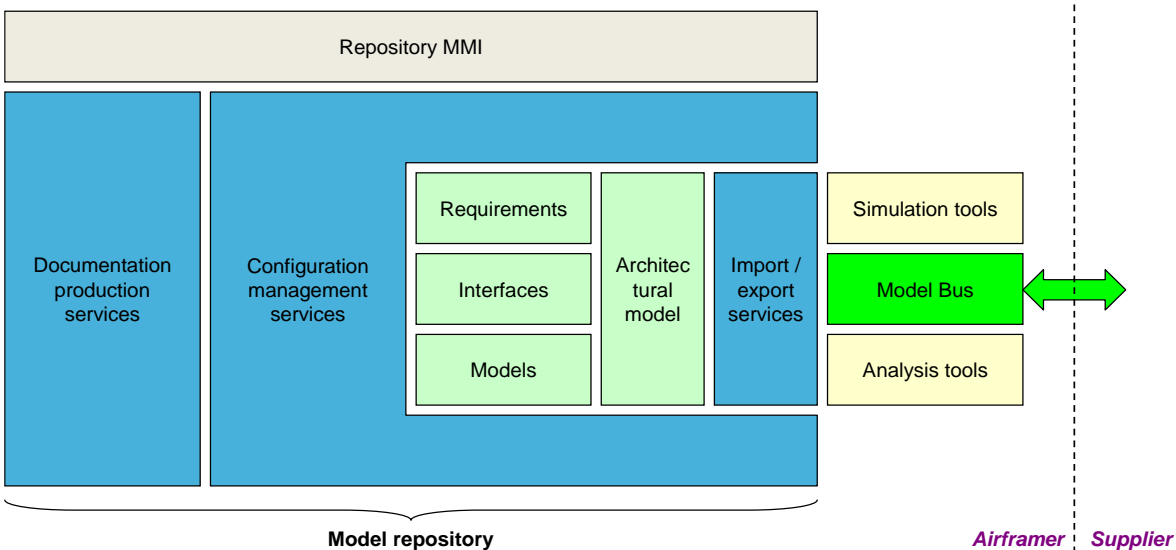 Repository MMI
Documentation
production
services
Configuration
management
services
Requirements
Interfaces
Models
Architec
tural
model
Import /
export
services
Simulation tools
Model Bus
Analysis tools
Model repository
Airframer
Supplier